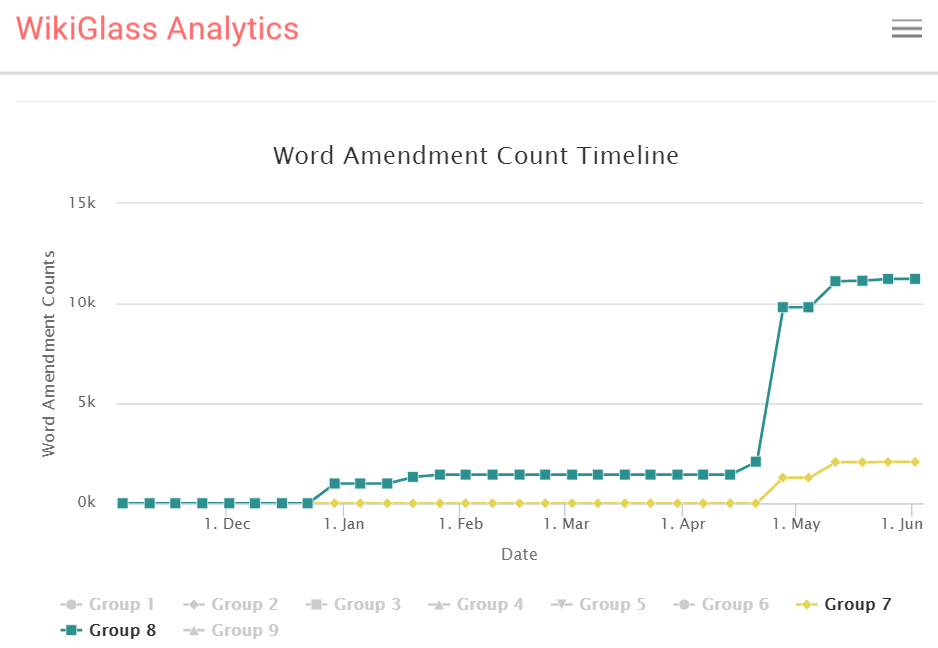 WikiGlass Analytics
Word Amendment Count Timeline
15k
10k
5k
0k
Word Amendment Counts
1. Dec 1. Jan 1. Feb 1. Mar 1. Apr 1. May 1. Jun
Date
Group 1 Group 2 Group 3 Group 4 Group 5 Group 6 Group 7
Group 8 Group 9